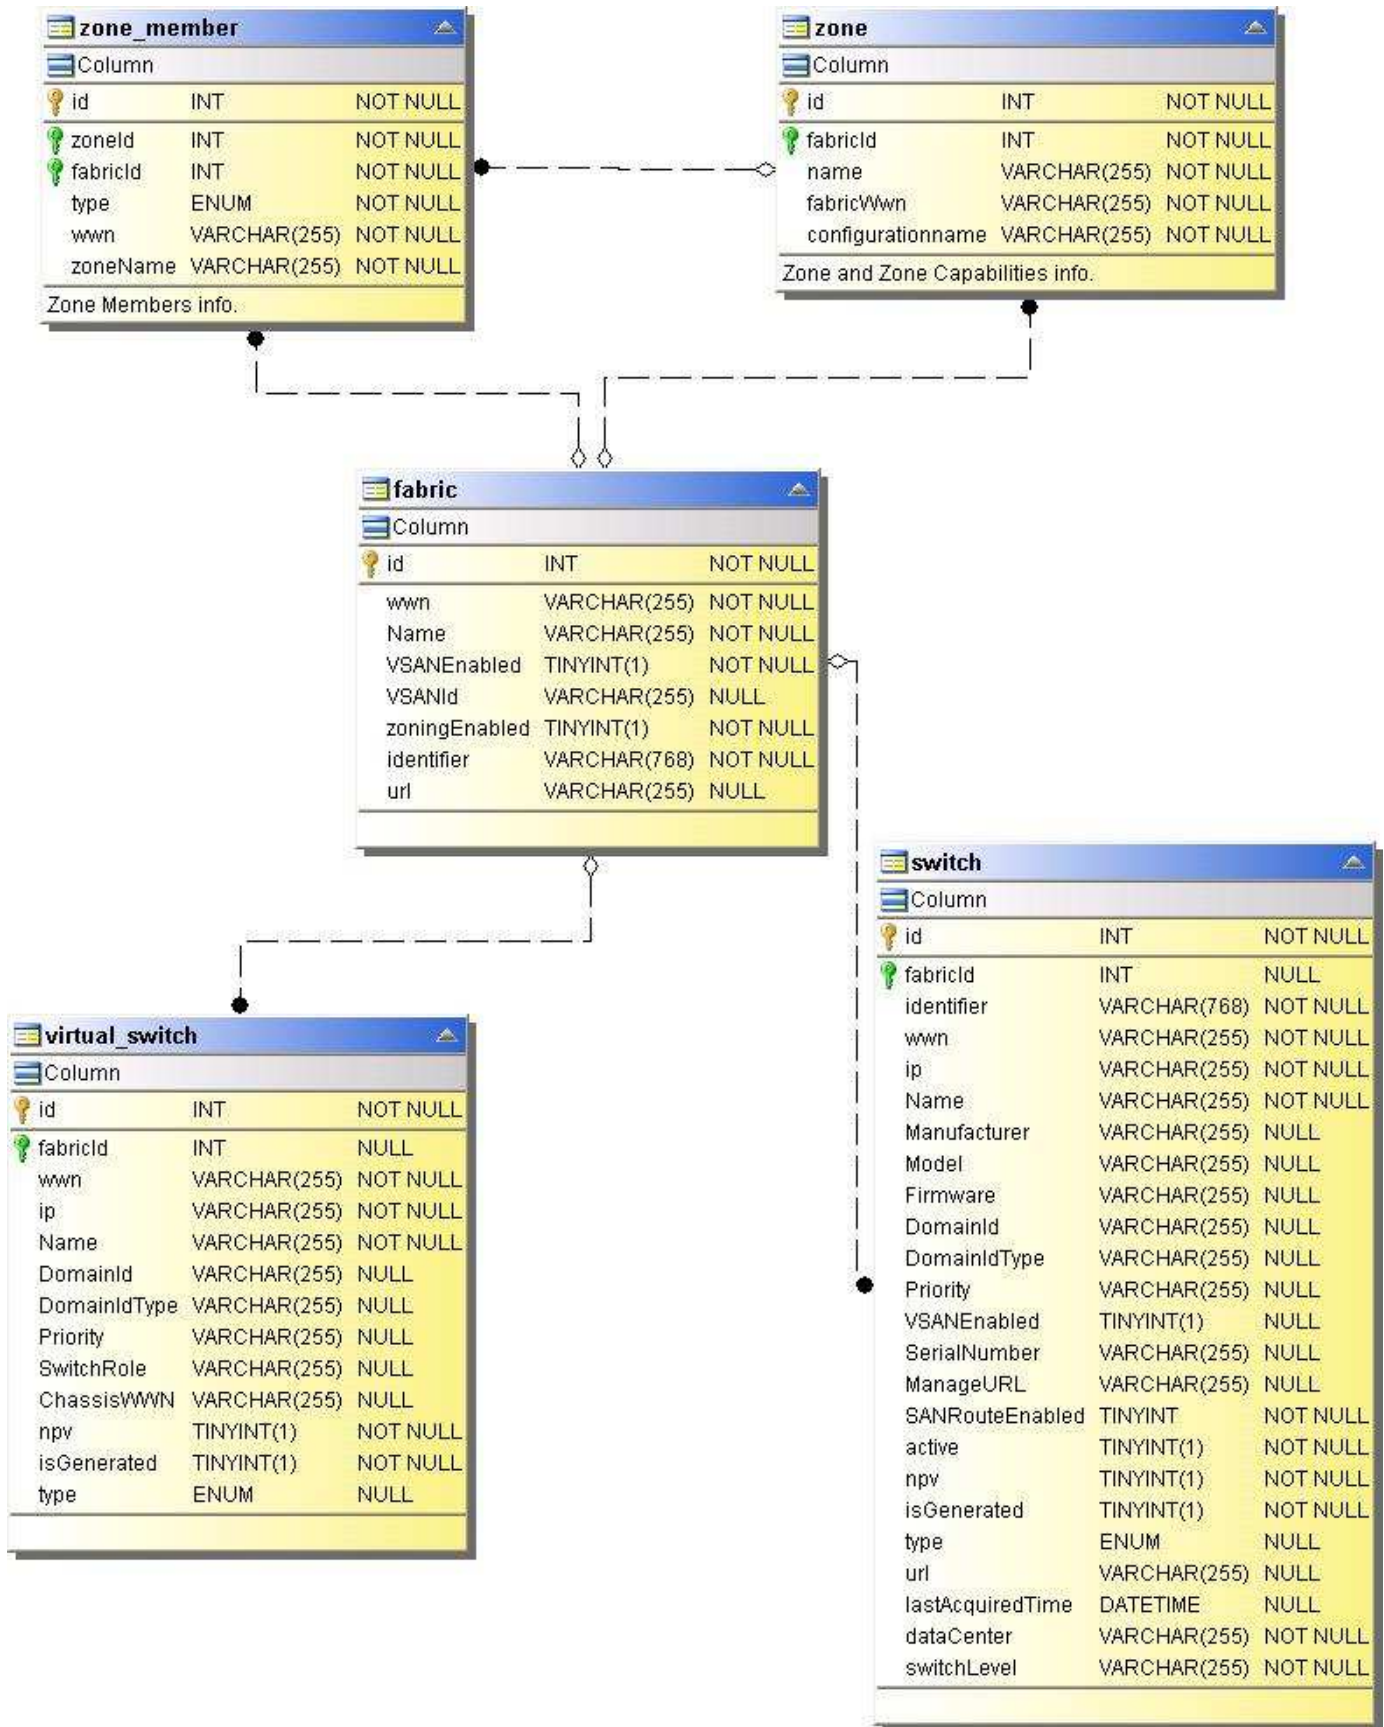 zone_member
Column
id INT NOT NULL
zoneId INT NOT NULL
fabricId INT NOT NULL
type ENUM NOT NULL
wwn VARCHAR(255) NOT NULL
zoneName VARCHAR(255) NOT NULL
Zone Members info.
zone
Column
id INT NOT NULL
fabricId INT NOT NULL
name VARCHAR(255) NOT NULL
fabricWwn VARCHAR(255) NOT NULL
configurationname VARCHAR(255) NOT NULL
Zone and Zone Capabilities info.
fabric
Column
id INT NOT NULL
wwn VARCHAR(255) NOT NULL
Name VARCHAR(255) NOT NULL
VSANEnabled TINYINT(1) NOT NULL
VSANId VARCHAR(255) NULL
zoningEnabled TINYINT(1) NOT NULL
identifier VARCHAR(768) NOT NULL
url VARCHAR(255) NULL
switch
Column
id INT NOT NULL
fabricId INT NULL
identifier VARCHAR(768) NOT NULL
wwn VARCHAR(255) NOT NULL
ip VARCHAR(255) NOT NULL
Name VARCHAR(255) NOT NULL
Manufacturer VARCHAR(255) NULL
Model VARCHAR(255) NULL
Firmware VARCHAR(255) NULL
DomainId VARCHAR(255) NULL
DomainIdType VARCHAR(255) NULL
Priority VARCHAR(255) NULL
VSANEnabled TINYINT(1) NULL
SerialNumber VARCHAR(255) NULL
ManageURL VARCHAR(255) NULL
SANRouteEnabled TINYINT NOT NULL
active TINYINT(1) NOT NULL
npv TINYINT(1) NOT NULL
isGenerated TINYINT(1) NOT NULL
type ENUM NULL
url VARCHAR(255) NULL
lastAcquiredTime DATETIME NULL
dataCenter VARCHAR(255) NOT NULL
switchLevel VARCHAR(255) NOT NULL
virtual_switch
Column
id INT NOT NULL
fabricId INT NULL
wwn VARCHAR(255) NOT NULL
ip VARCHAR(255) NOT NULL
Name VARCHAR(255) NOT NULL
DomainId VARCHAR(255) NULL
DomainIdType VARCHAR(255) NULL
Priority VARCHAR(255) NULL
SwitchRole VARCHAR(255) NULL
ChassisWWN VARCHAR(255) NULL
npv TINYINT(1) NOT NULL
isGenerated TINYINT(1) NOT NULL
type ENUM NULL